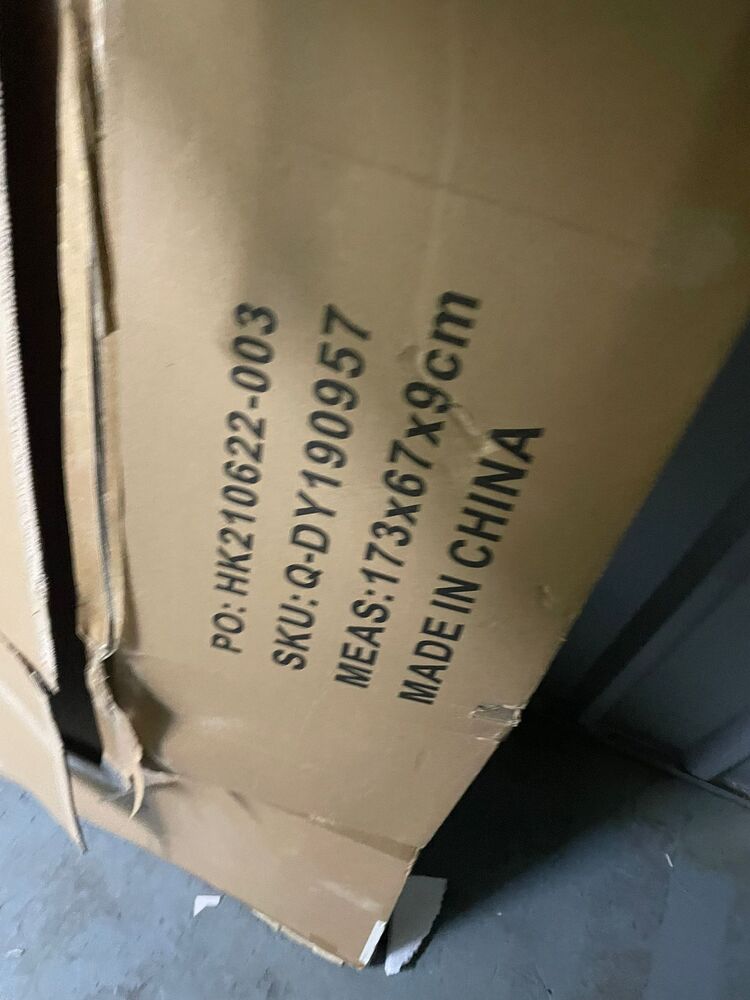 PO: HK210622-003
SKU: Q-DY190957
MEAS:173x67x9cm
MADE IN CHINA